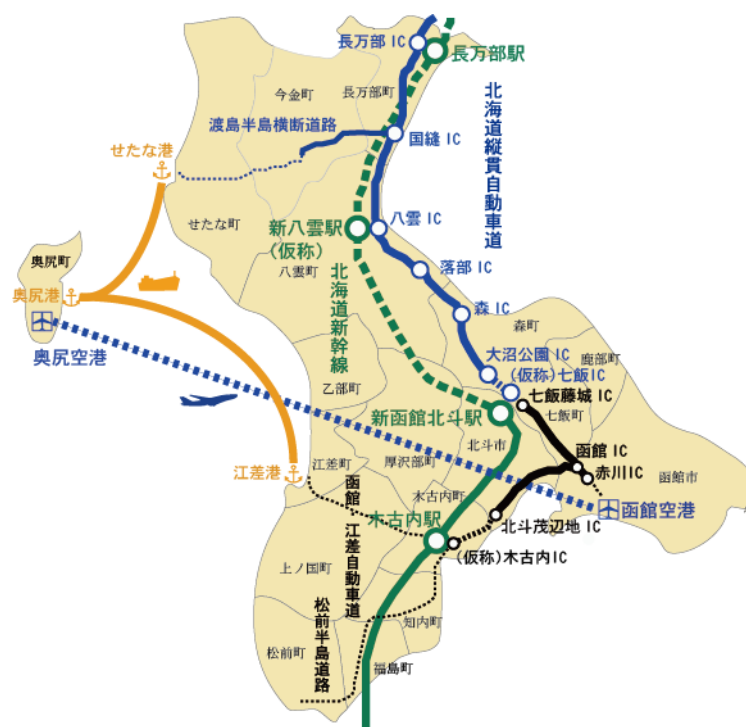 長万部 IC
長万部駅
今金町
長万部町
北海道縦貫自動車道
渡島半島横断道路
国縫 IC
せたな港
せたな町
新八雲駅
(仮称)
八雲 IC
奥尻町
八雲町
落部 IC
北海道新幹線
奥尻港
森 IC
森町
奥尻空港
大沼公園 IC
鹿部町
(仮称)七飯IC
乙部町
七飯藤城 IC
新函館北斗駅
七飯町
北斗市
函館 IC
江差港
江差町
厚沢部町
赤川IC
函館市
函館・江差自動車道
木古内町
函館空港
木古内駅
北斗茂辺地 IC
(仮称)木古内IC
上ノ国町
松前半島道路
知内町
松前町
福島町